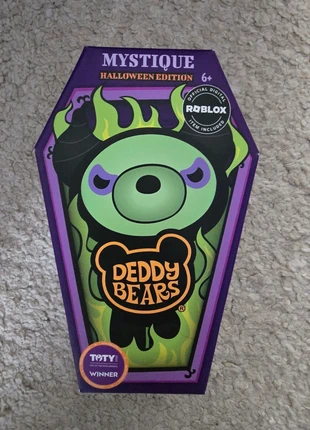 MYSTIQUE
HALLOWEEN EDITION 6+
OFFICIAL DIGITAL
ROBLOX
ITEM INCLUDED
DEDDY
BEARS
®
TOTY
WINNER